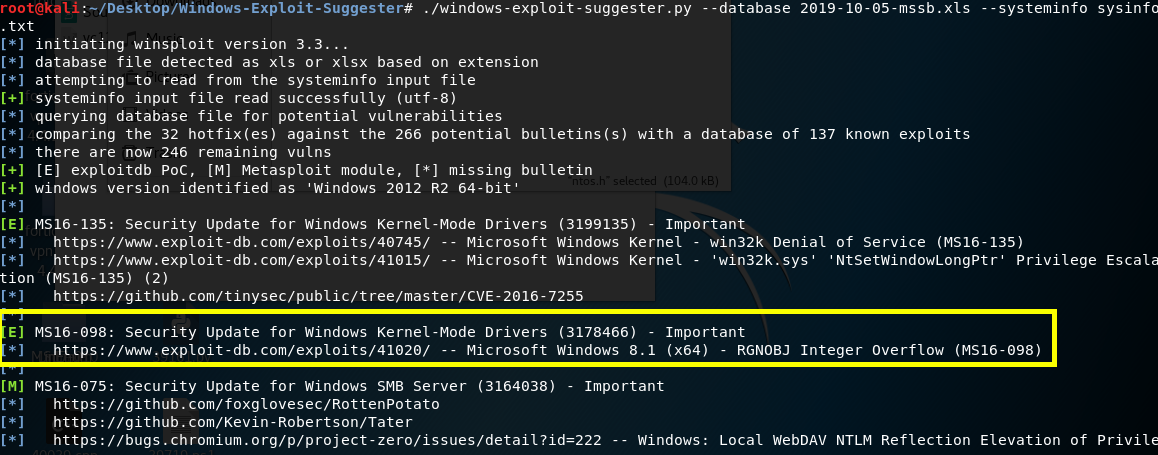 root@kali:~/Desktop/Windows-Exploit-Suggester# ./windows-exploit-suggester.py --database 2019-10-05-mssb.xls --systeminfo sysinfo
.txt
[*] initiating winsploit version 3.3...
[*] database file detected as xls or xlsx based on extension
[*] attempting to read from the systeminfo input file
[+] systeminfo input file read successfully (utf-8)
[*] querying database file for potential vulnerabilities
[*] comparing the 32 hotfix(es) against the 266 potential bulletins(s) with a database of 137 known exploits
[*] there are now 246 remaining vulns
[+] [E] exploitdb PoC, [M] Metasploit module, [*] missing bulletin
[+] windows version identified as 'Windows 2012 R2 64-bit'
"ntos.h" selected (104.0 kB)
[*]
[E] MS16-135: Security Update for Windows Kernel-Mode Drivers (3199135) - Important
[*]   https://www.exploit-db.com/exploits/40745/ -- Microsoft Windows Kernel - win32k Denial of Service (MS16-135)
[*]   https://www.exploit-db.com/exploits/41015/ -- Microsoft Windows Kernel - 'win32k.sys' 'NtSetWindowLongPtr' Privilege Escala
tion (MS16-135) (2)
[*]   https://github.com/tinysec/public/tree/master/CVE-2016-7255
[*]
[E] MS16-098: Security Update for Windows Kernel-Mode Drivers (3178466) - Important
[*]   https://www.exploit-db.com/exploits/41020/ -- Microsoft Windows 8.1 (x64) - RGNOBJ Integer Overflow (MS16-098)
[*]
[M] MS16-075: Security Update for Windows SMB Server (3164038) - Important
[*]   https://github.com/foxglovesec/RottenPotato
[*]   https://github.com/Kevin-Robertson/Tater
[*]   https://bugs.chromium.org/p/project-zero/issues/detail?id=222 -- Windows: Local WebDAV NTLM Reflection Elevation of Privile